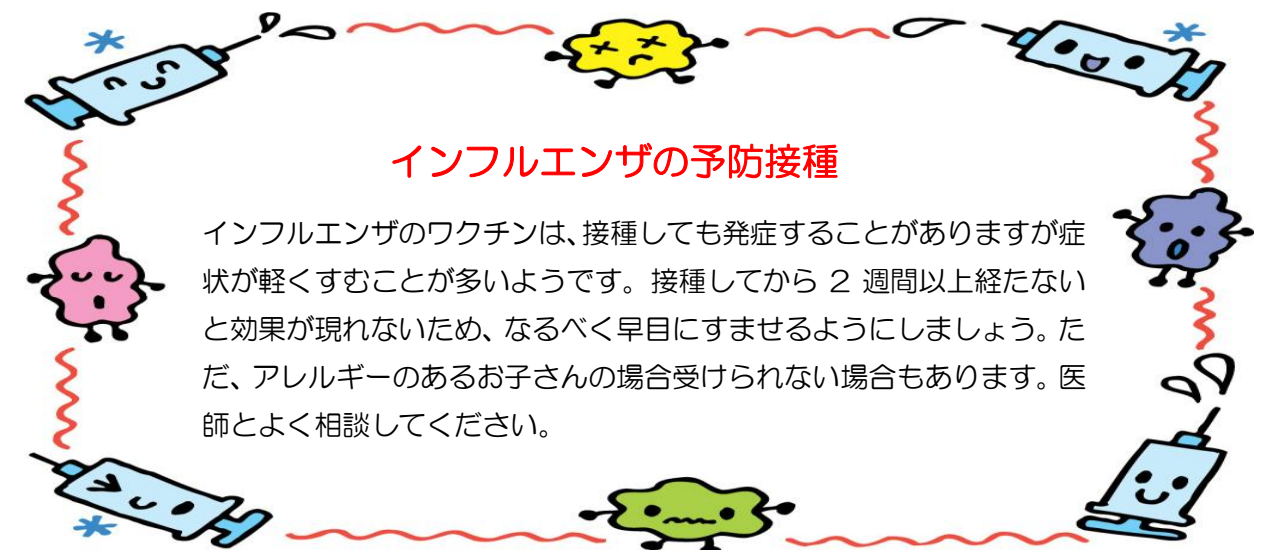 インフルエンザの予防接種
インフルエンザのワクチンは、接種しても発症することがありますが症
状が軽くすむことが多いようです。接種してから 2 週間以上経たない
と効果が現れないため、なるべく早目にすませるようにしましょう。た
だ、アレルギーのあるお子さんの場合受けられない場合もあります。医
師とよく相談してください。